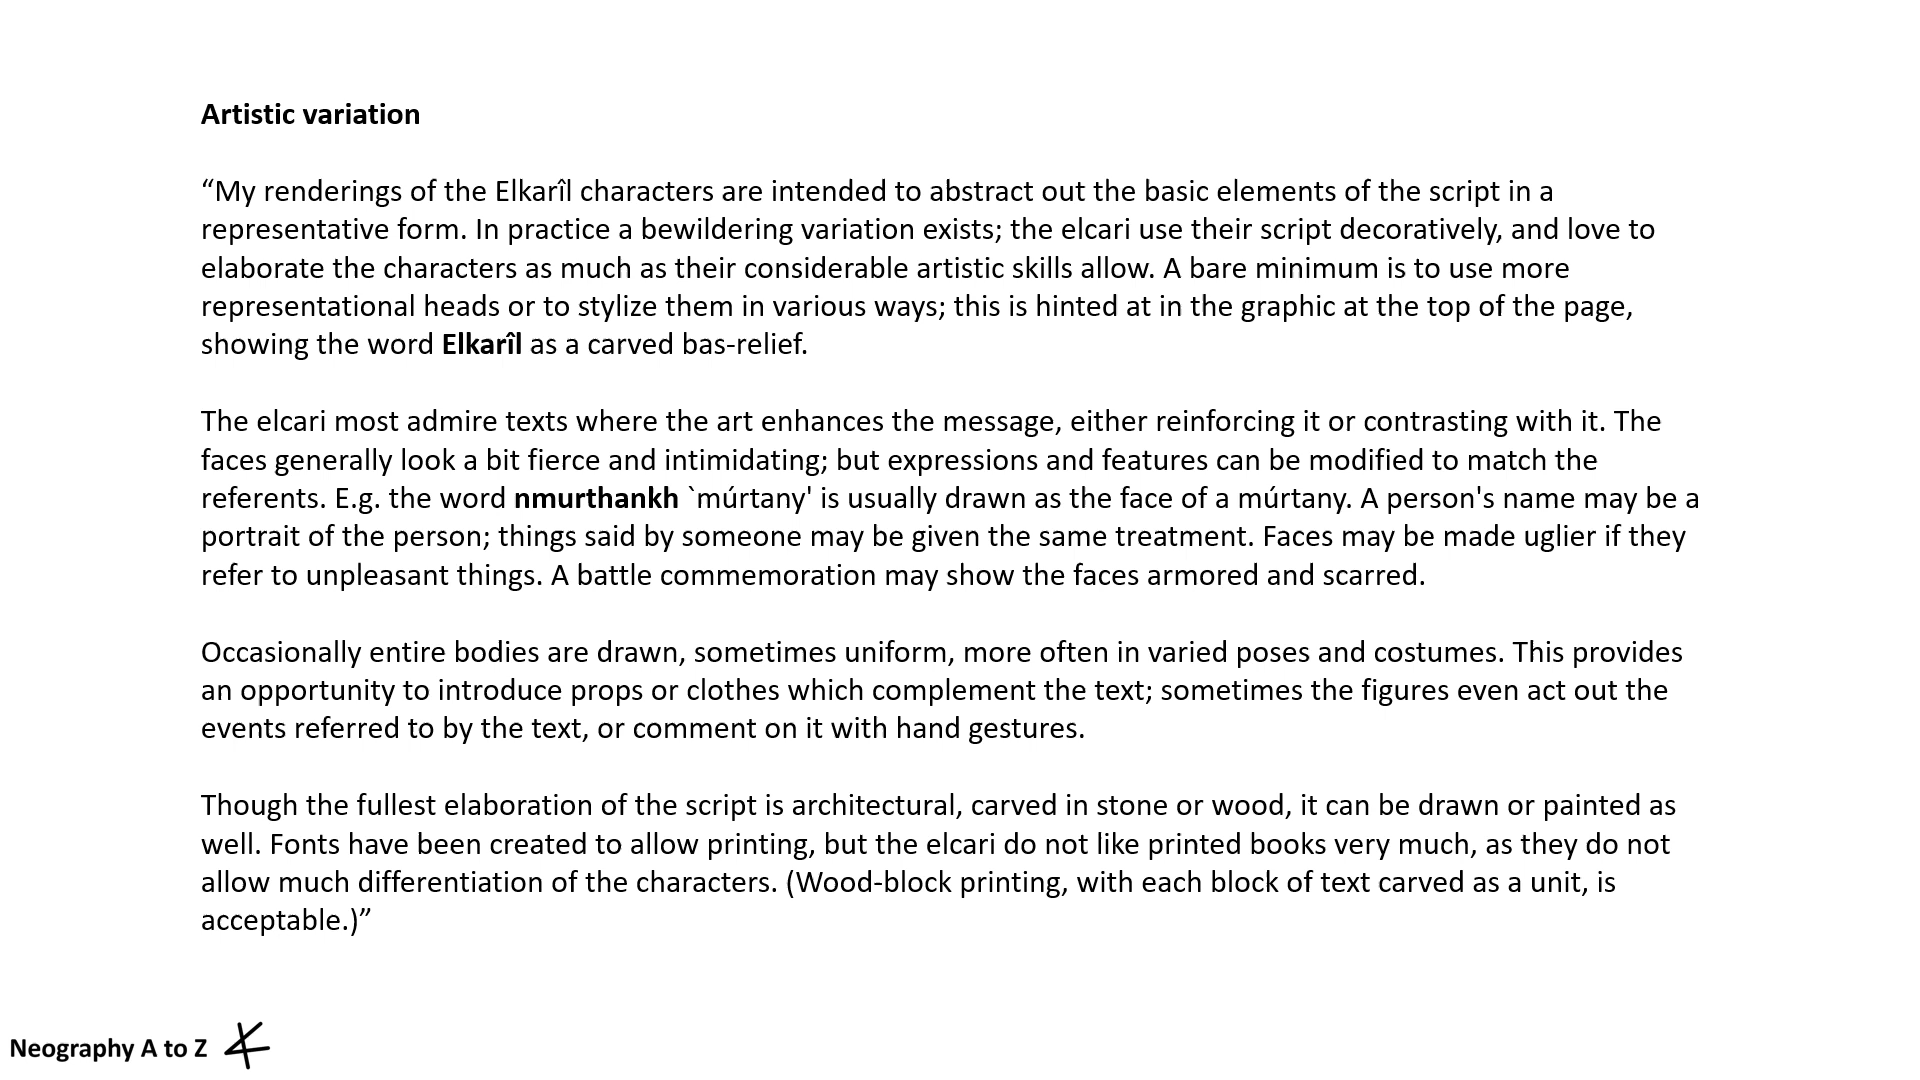 Artistic variation
“My renderings of the Elkarîl characters are intended to abstract out the basic elements of the script in a
representative form. In practice a bewildering variation exists; the elcari use their script decoratively, and love to
elaborate the characters as much as their considerable artistic skills allow. A bare minimum is to use more
representational heads or to stylize them in various ways; this is hinted at in the graphic at the top of the page,
showing the word Elkarîl as a carved bas-relief.
The elcari most admire texts where the art enhances the message, either reinforcing it or contrasting with it. The
faces generally look a bit fierce and intimidating; but expressions and features can be modified to match the
referents. E.g. the word nmurthankh `múrtany' is usually drawn as the face of a múrtany. A person's name may be a
portrait of the person; things said by someone may be given the same treatment. Faces may be made uglier if they
refer to unpleasant things. A battle commemoration may show the faces armored and scarred.
Occasionally entire bodies are drawn, sometimes uniform, more often in varied poses and costumes. This provides
an opportunity to introduce props or clothes which complement the text; sometimes the figures even act out the
events referred to by the text, or comment on it with hand gestures.
Though the fullest elaboration of the script is architectural, carved in stone or wood, it can be drawn or painted as
well. Fonts have been created to allow printing, but the elcari do not like printed books very much, as they do not
allow much differentiation of the characters. (Wood-block printing, with each block of text carved as a unit, is
acceptable.)”
Neography A to Z